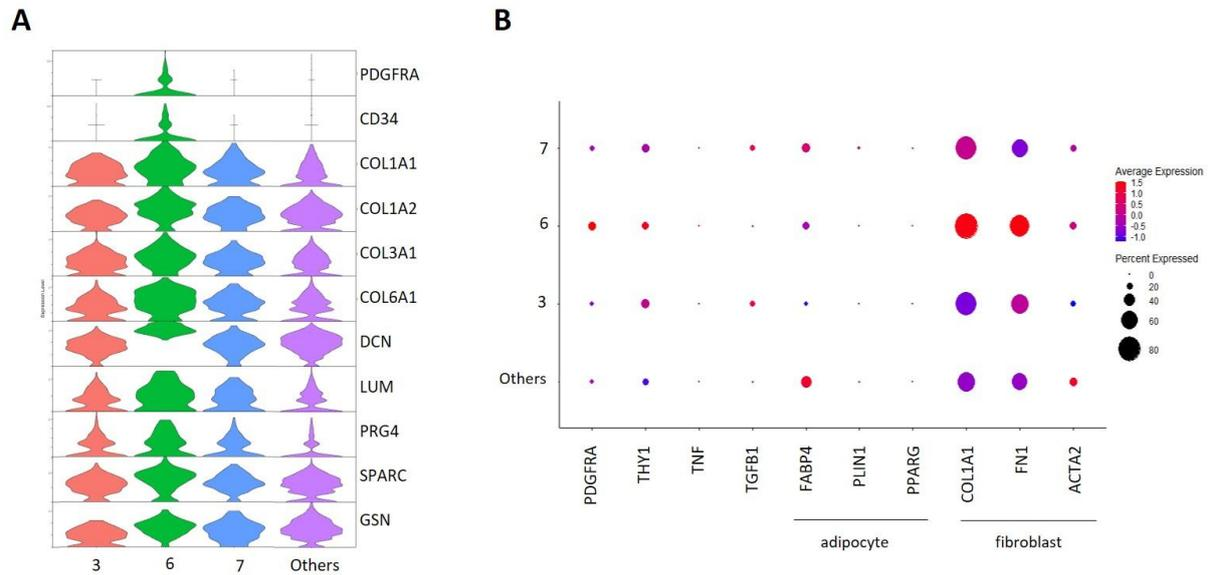 A
B
PDGFRA
CD34
COL1A1
COL1A2
COL3A1
COL6A1
DCN
LUM
PRG4
SPARC
GSN
Expression Level
3 6 7 Others
7
6
3
Others
PDGFRA THY1 TNF TGFB1 FABP4 PLIN1 PPARG COL1A1 FN1 ACTA2
adipocyte fibroblast
Average Expression
1.5
1.0
0.5
0.0
-0.5
-1.0
Percent Expressed
0
20
40
60
80